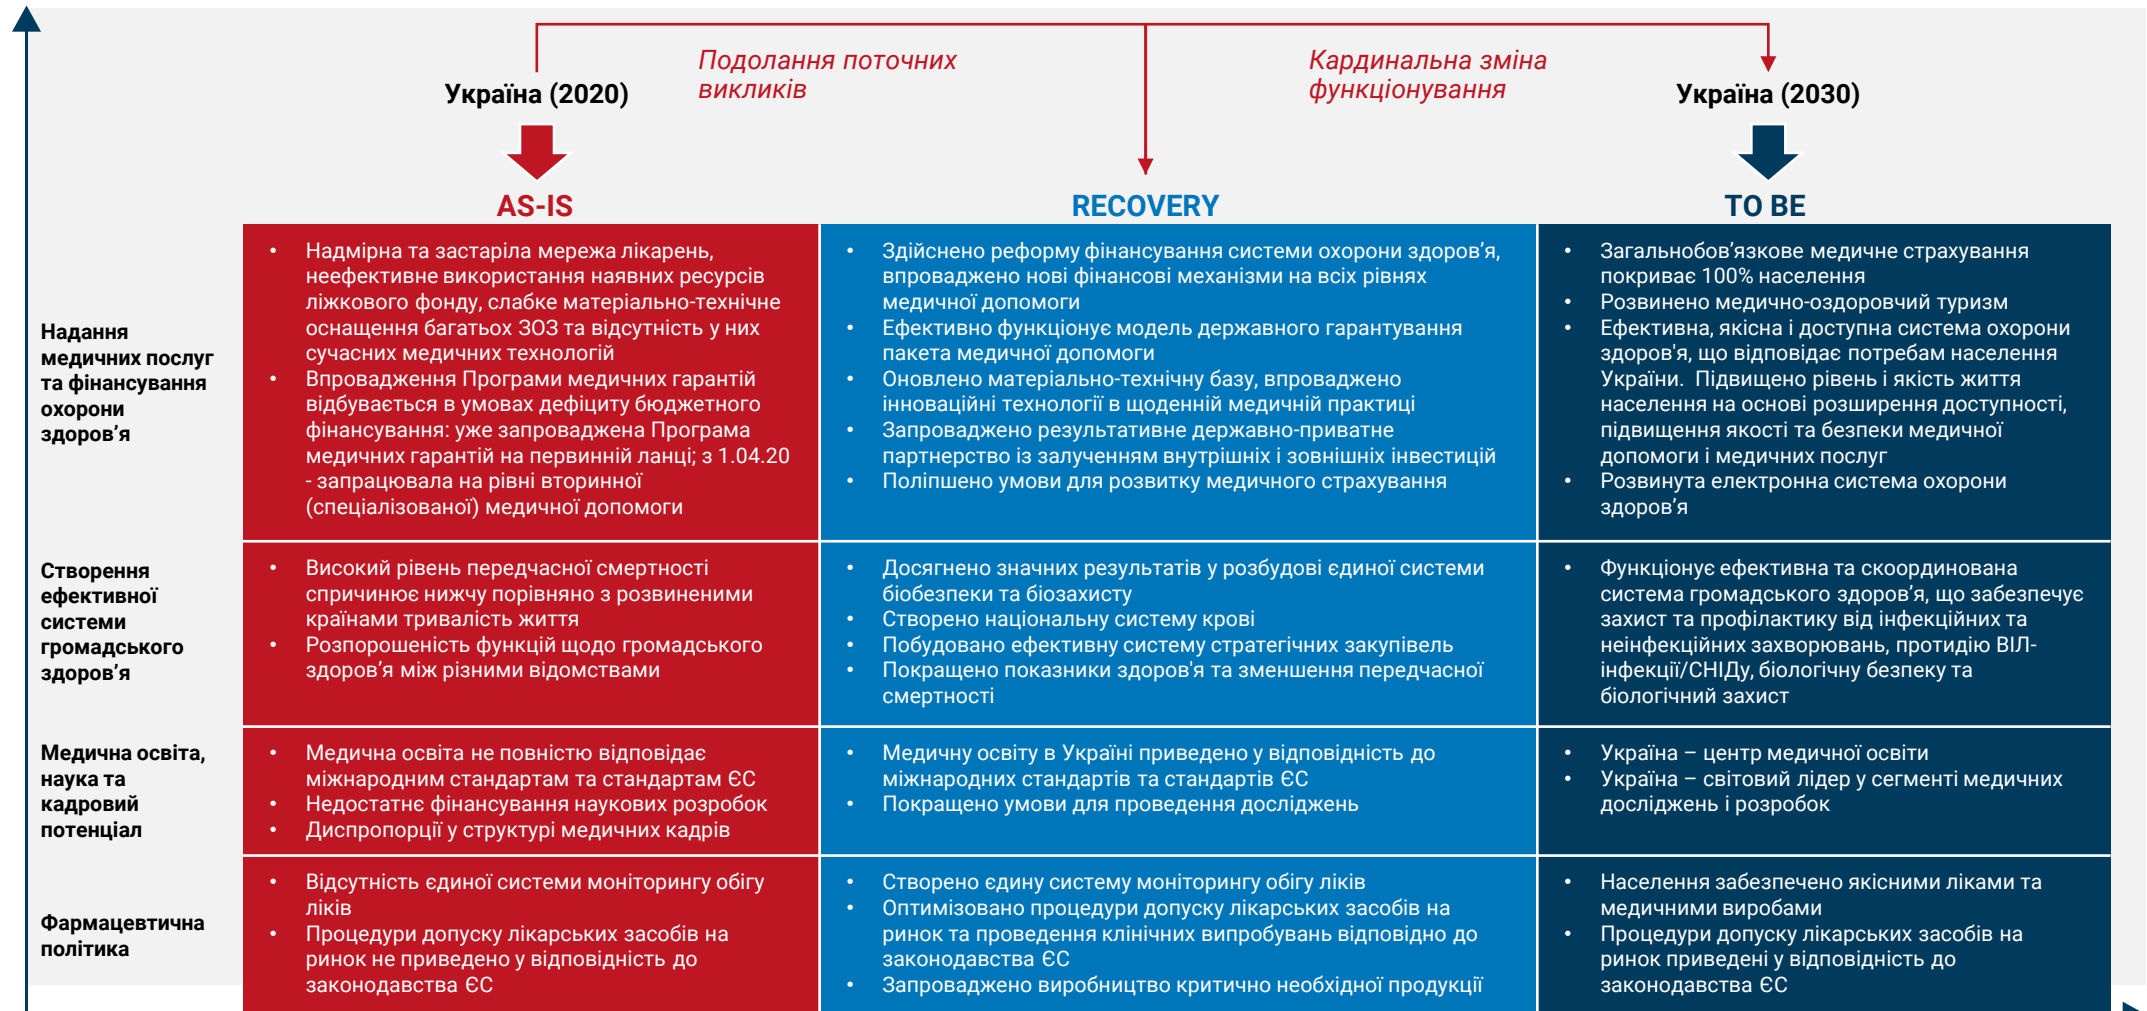 Подолання поточних
викликів
Кардинальна зміна
функціонування
Україна (2020)
Україна (2030)
AS-IS
RECOVERY
TO BE
Надання
медичних послуг
та фінансування
охорони
здоров’я
• Надмірна та застаріла мережа лікарень,
неефективне використання наявних ресурсів
ліжкового фонду, слабке матеріально-технічне
оснащення багатьох ЗОЗ та відсутність у них
сучасних медичних технологій
• Впровадження Програми медичних гарантій
відбувається в умовах дефіциту бюджетного
фінансування: уже запроваджена Програма
медичних гарантій на первинній ланці; з 1.04.20
- запрацювала на рівні вторинної
(спеціалізованої) медичної допомоги
• Здійснено реформу фінансування системи охорони здоров’я,
впроваджено нові фінансові механізми на всіх рівнях
медичної допомоги
• Ефективно функціонує модель державного гарантування
пакета медичної допомоги
• Оновлено матеріально-технічну базу, впроваджено
інноваційні технології в щоденній медичній практиці
• Запроваджено результативне державно-приватне
партнерство із залученням внутрішніх і зовнішніх інвестицій
• Поліпшено умови для розвитку медичного страхування
• Загальнобов’язкове медичне страхування
покриває 100% населення
• Розвинено медично-оздоровчий туризм
• Ефективна, якісна і доступна система охорони
здоров'я, що відповідає потребам населення
України. Підвищено рівень і якість життя
населення на основі розширення доступності,
підвищення якості та безпеки медичної
допомоги і медичних послуг
• Розвинута електронна система охорони
здоров’я
Створення
ефективної
системи
громадського
здоров’я
• Високий рівень передчасної смертності
спричинює нижчу порівняно з розвиненими
країнами тривалість життя
• Розпорошеність функцій щодо громадського
здоров’я між різними відомствами
• Досягнено значних результатів у розбудові єдиної системи
біобезпеки та біозахисту
• Створено національну систему крові
• Побудовано ефективну систему стратегічних закупівель
• Покращено показники здоров'я та зменшення передчасної
смертності
• Функціонує ефективна та скоординована
система громадського здоров’я, що забезпечує
захист та профілактику від інфекційних та
неінфекційних захворювань, протидію ВІЛ-
інфекції/СНІДу, біологічну безпеку та
біологічний захист
Медична освіта,
наука та
кадровий
потенціал
• Медична освіта не повністю відповідає
міжнародним стандартам та стандартам ЄС
• Недостатнє фінансування наукових розробок
• Диспропорції у структурі медичних кадрів
• Медичну освіту в Україні приведено у відповідність до
міжнародних стандартів та стандартів ЄС
• Покращено умови для проведення досліджень
• Україна – центр медичної освіти
• Україна – світовий лідер у сегменті медичних
досліджень і розробок
Фармацевтична
політика
• Відсутність єдиної системи моніторингу обігу
ліків
• Процедури допуску лікарських засобів на
ринок не приведено у відповідність до
законодавства ЄС
• Створено єдину систему моніторингу обігу ліків
• Оптимізовано процедури допуску лікарських засобів на
ринок та проведення клінічних випробувань відповідно до
законодавства ЄС
• Запроваджено виробництво критично необхідної продукції
• Населення забезпечено якісними ліками та
медичними виробами
• Процедури допуску лікарських засобів на
ринок приведені у відповідність до
законодавства ЄС